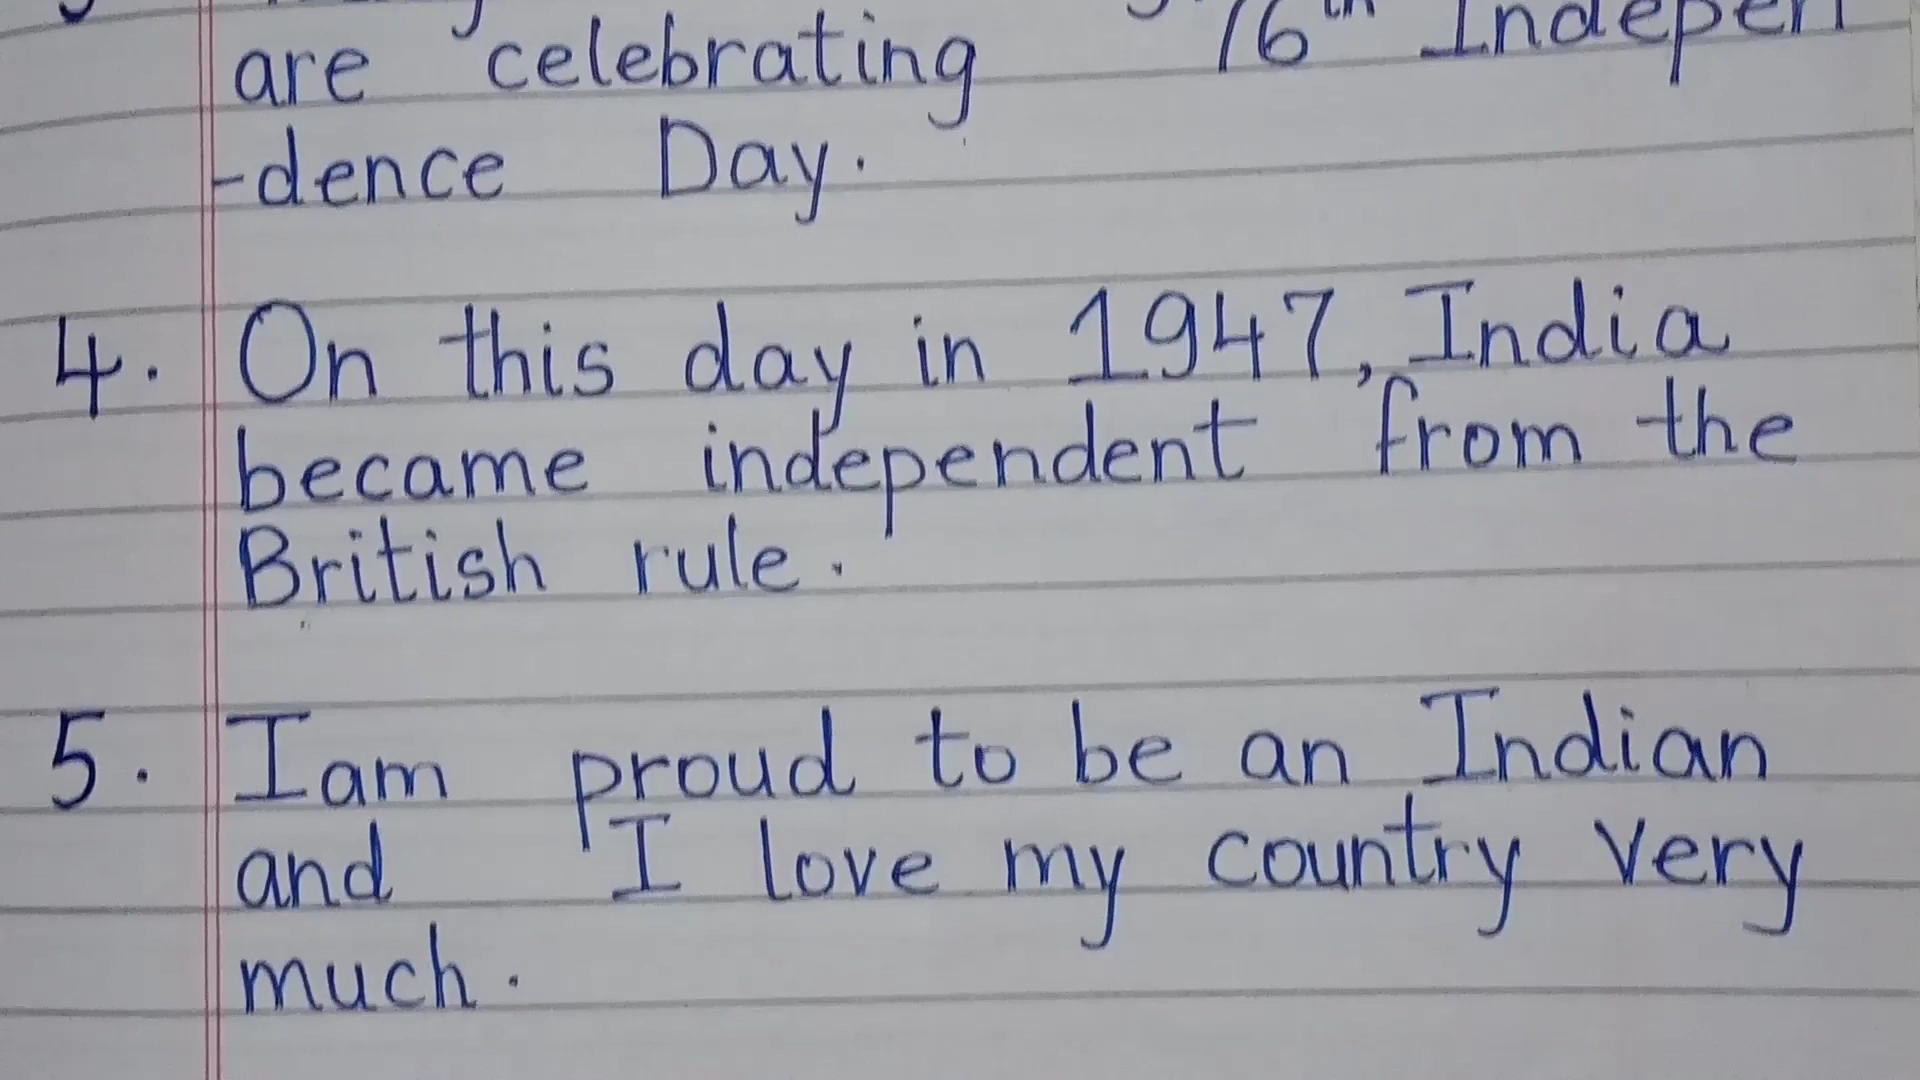 are celebrating 76th Indepen
-dence Day.
4. On this day in 1947, India
became independent from the
British rule.
5. I am proud to be an Indian
and I love my country very
much.